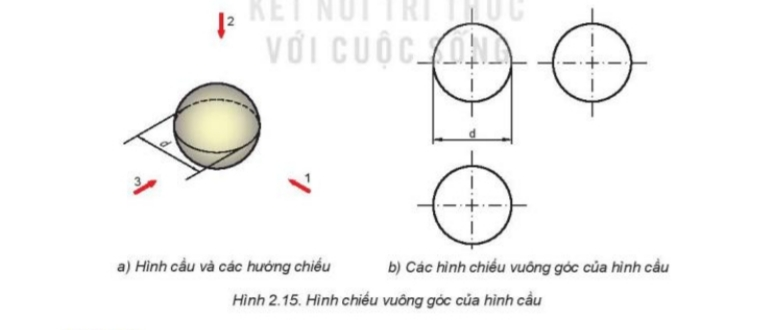 KẾT NỐI TRI THỨC
VỚI CUỘC SỐNG
2
d
3
1
d
a) Hình cầu và các hướng chiếu
b) Các hình chiếu vuông góc của hình cầu
Hình 2.15. Hình chiếu vuông góc của hình cầu